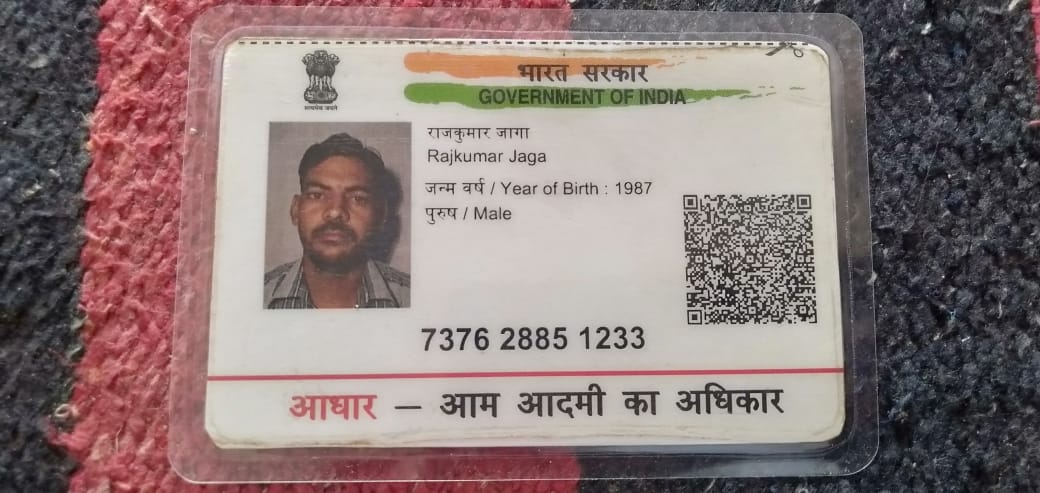 भारत सरकार
GOVERNMENT OF INDIA
सत्यमेव जयते
राजकुमार जागा
Rajkumar Jaga
जन्म वर्ष / Year of Birth : 1987
पुरुष / Male
7376 2885 1233
आधार – आम आदमी का अधिकार